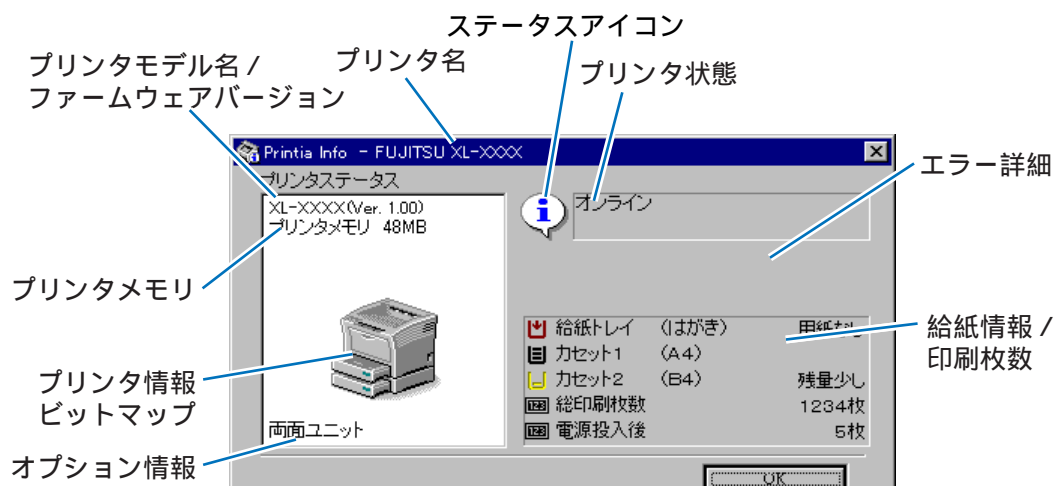 ステータスアイコン
プリンタモデル名 /
ファームウェアバージョン
プリンタ名
プリンタ状態
Printia Info - FUJITSU XL-XXXX
エラー詳細
プリンタステータス
XL-XXXX(Ver. 1.00)
プリンタメモリ 48MB
オンライン
プリンタメモリ
給紙トレイ (はがき) 用紙なし
カセット1 (A4)
カセット2 (B4) 残量少し
123 総印刷枚数 1234枚
123 電源投入後 5枚
給紙情報 /
印刷枚数
プリンタ情報
ビットマップ
両面ユニット
オプション情報
OK